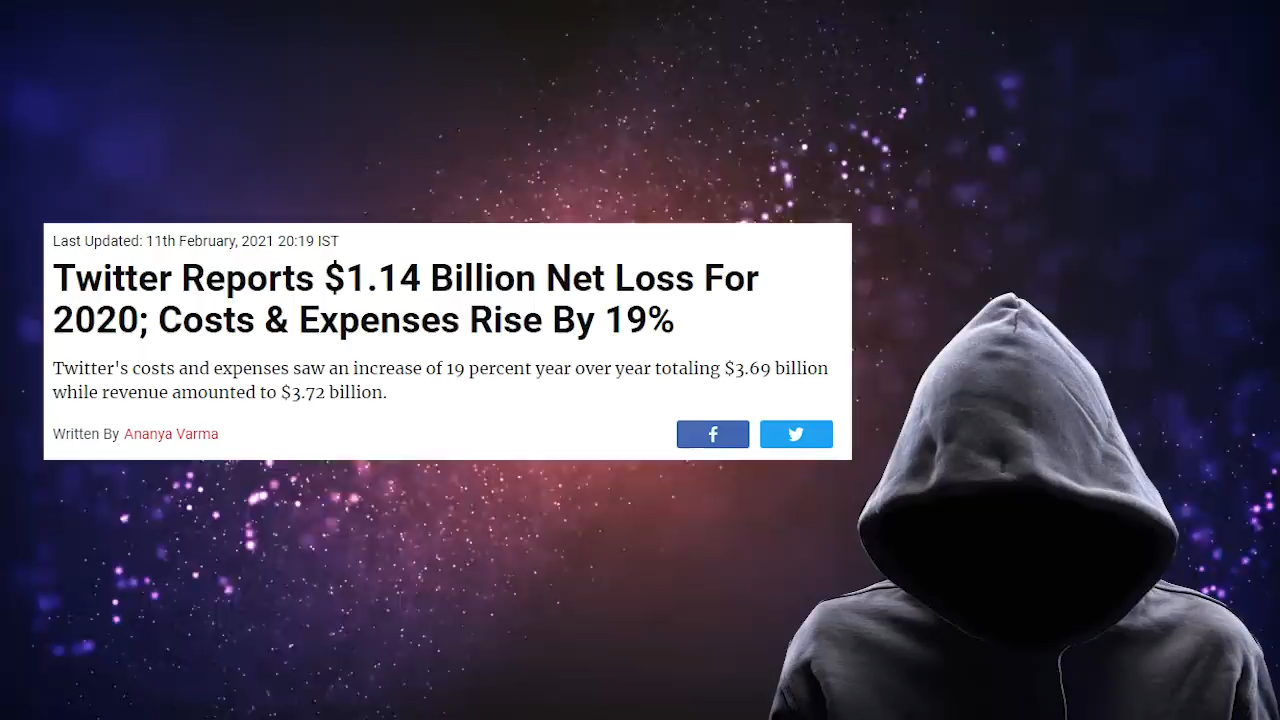 Last Updated: 11th February, 2021 20:19 IST
Twitter Reports $1.14 Billion Net Loss For
2020; Costs & Expenses Rise By 19%
Twitter's costs and expenses saw an increase of 19 percent year over year totaling $3.69 billion
while revenue amounted to $3.72 billion.
Written By Ananya Varma